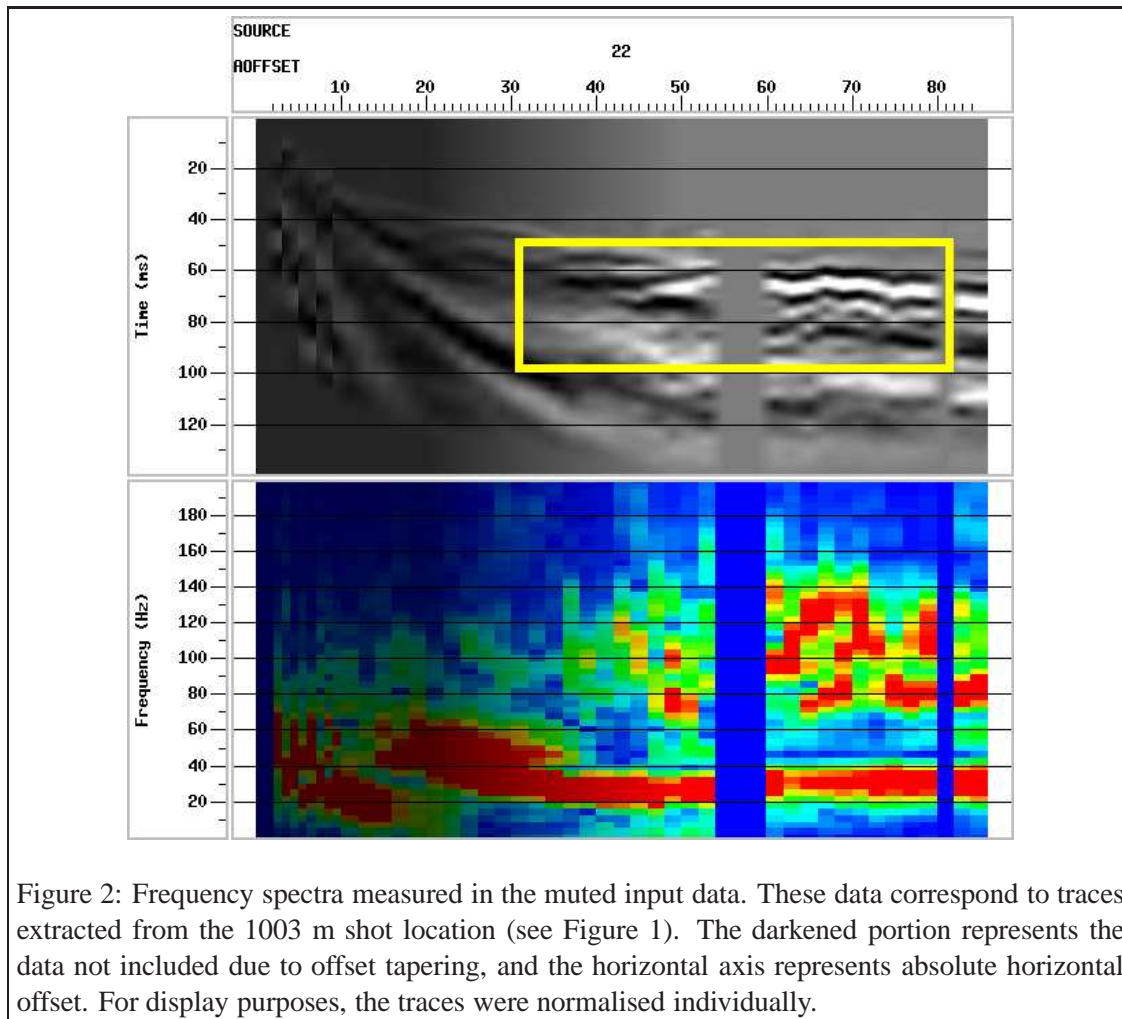 SOURCE
22
AOFFSET
10 20 30 40 50 60 70 80
Time (ms)
20
40
60
80
100
120
Frequency (Hz)
180
160
140
120
100
80
60
40
20
Figure 2: Frequency spectra measured in the muted input data. These data correspond to traces
extracted from the 1003 m shot location (see Figure 1). The darkened portion represents the
data not included due to offset tapering, and the horizontal axis represents absolute horizontal
offset. For display purposes, the traces were normalised individually.